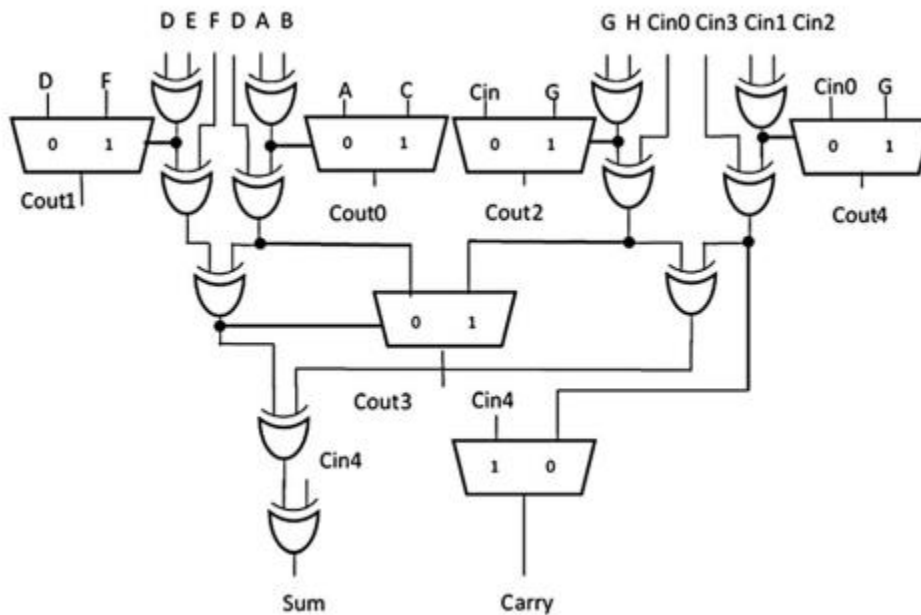 D E F D A B G H Cin0 Cin3 Cin1 Cin2
D F A C Cin G Cin0 G
0 1 0 1 0 1 0 1
Cout1 Cout0 Cout2 Cout4
0 1
Cout3 Cin4
1 0
Cin4
Sum Carry